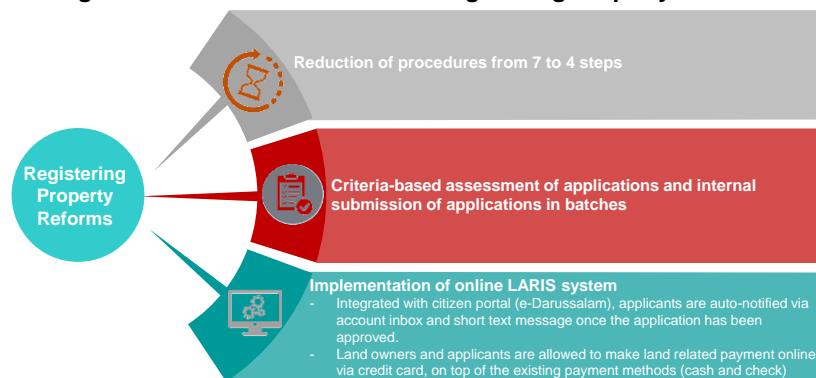 Registering
Property
Reforms
Reduction of procedures from 7 to 4 steps
Criteria-based assessment of applications and internal
submission of applications in batches
Implementation of online LARIS system
- Integrated with citizen portal (e-Darussalam), applicants are auto-notified via
account inbox and short text message once the application has been
approved.
- Land owners and applicants are allowed to make land related payment online
via credit card, on top of the existing payment methods (cash and check)